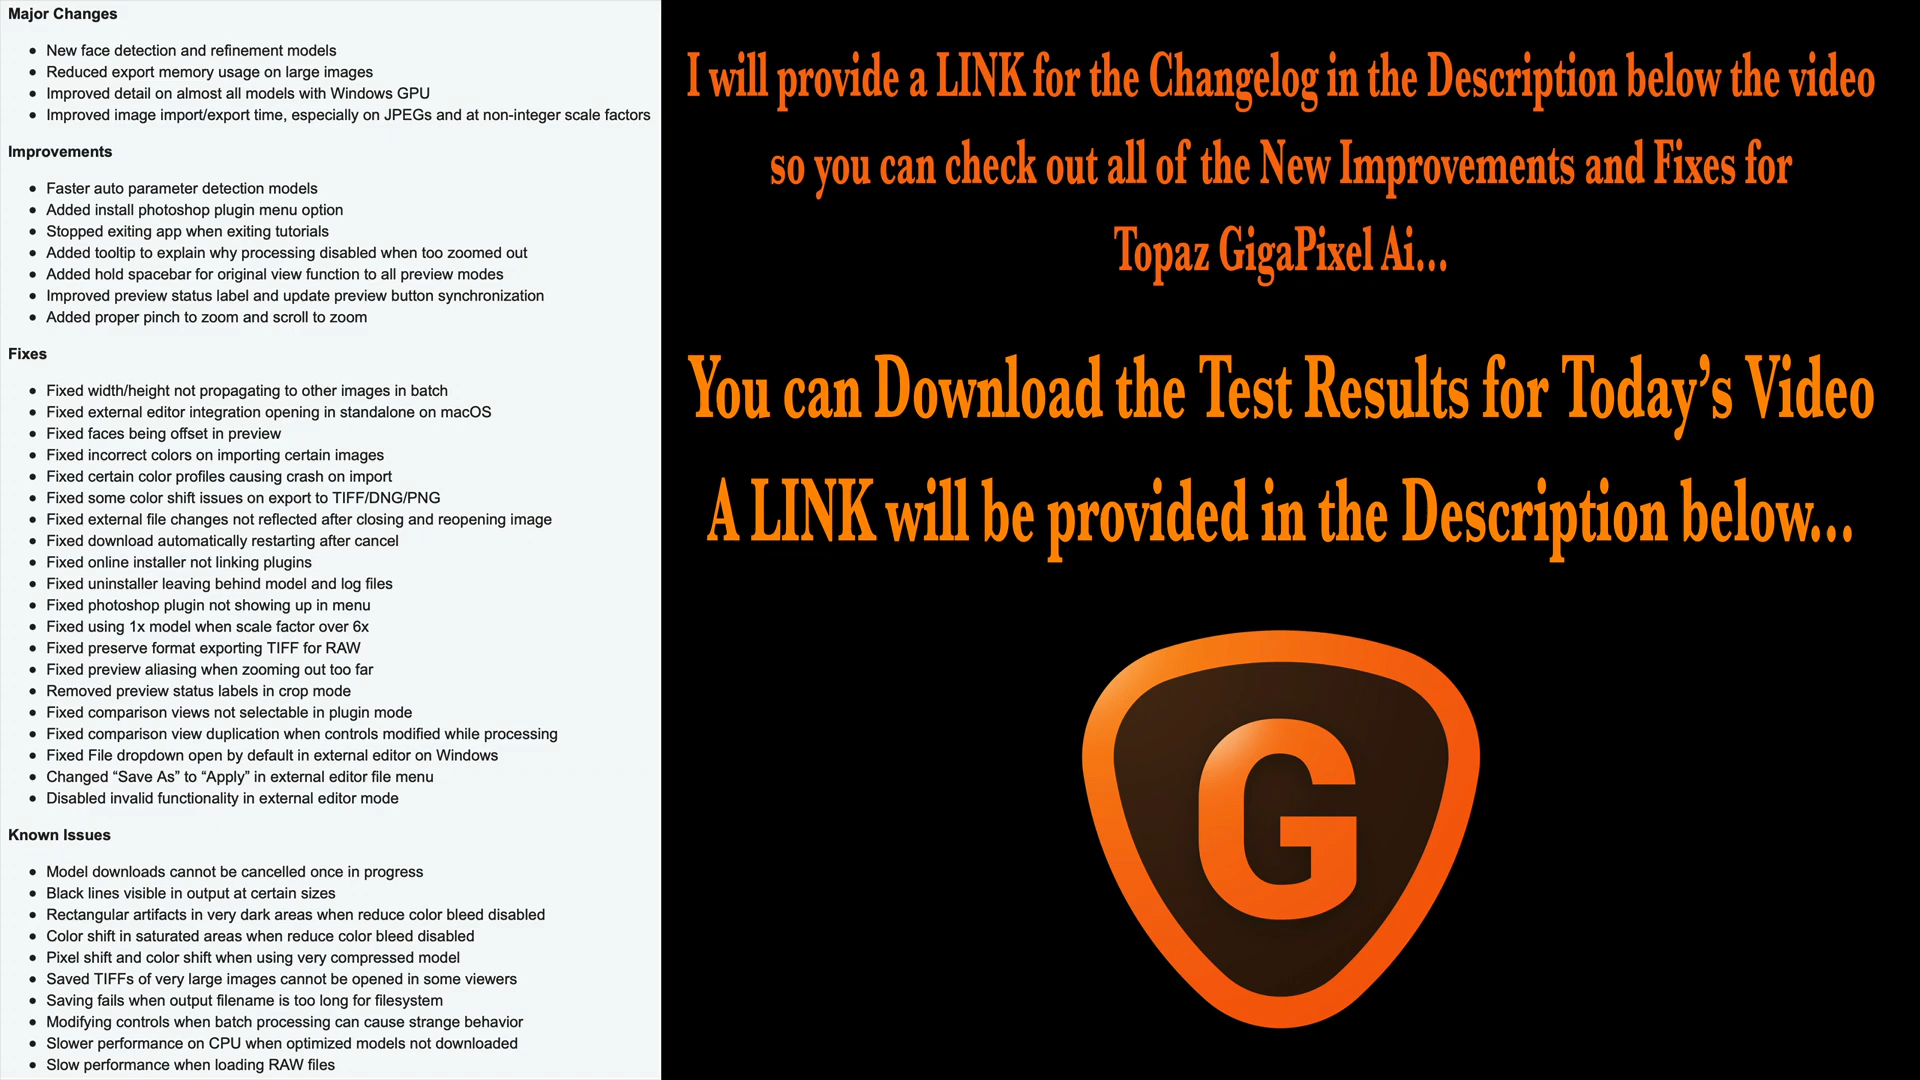 Major Changes
New face detection and refinement models
Reduced export memory usage on large images
Improved detail on almost all models with Windows GPU
Improved image import/export time, especially on JPEGs and at non-integer scale factors
Improvements
Faster auto parameter detection models
Added install photoshop plugin menu option
Stopped exiting app when exiting tutorials
Added tooltip to explain why processing disabled when too zoomed out
Added hold spacebar for original view function to all preview modes
Improved preview status label and update preview button synchronization
Added proper pinch to zoom and scroll to zoom
Fixes
Fixed width/height not propagating to other images in batch
Fixed external editor integration opening in standalone on macOS
Fixed faces being offset in preview
Fixed incorrect colors on importing certain images
Fixed certain color profiles causing crash on import
Fixed some color shift issues on export to TIFF/DNG/PNG
Fixed external file changes not reflected after closing and reopening image
Fixed download automatically restarting after cancel
Fixed online installer not linking plugins
Fixed uninstaller leaving behind model and log files
Fixed photoshop plugin not showing up in menu
Fixed using 1x model when scale factor over 6x
Fixed preserve format exporting TIFF for RAW
Fixed preview aliasing when zooming out too far
Removed preview status labels in crop mode
Fixed comparison views not selectable in plugin mode
Fixed comparison view duplication when controls modified while processing
Fixed File dropdown open by default in external editor on Windows
Changed “Save As” to “Apply” in external editor file menu
Disabled invalid functionality in external editor mode
Known Issues
Model downloads cannot be cancelled once in progress
Black lines visible in output at certain sizes
Rectangular artifacts in very dark areas when reduce color bleed disabled
Color shift in saturated areas when reduce color bleed disabled
Pixel shift and color shift when using very compressed model
Saved TIFFs of very large images cannot be opened in some viewers
Saving fails when output filename is too long for filesystem
Modifying controls when batch processing can cause strange behavior
Slower performance on CPU when optimized models not downloaded
Slow performance when loading RAW files
I will provide a LINK for the Changelog in the Description below the video
so you can check out all of the New Improvements and Fixes for
Topaz GigaPixel Ai...
You can Download the Test Results for Today’s Video
A LINK will be provided in the Description below...
G